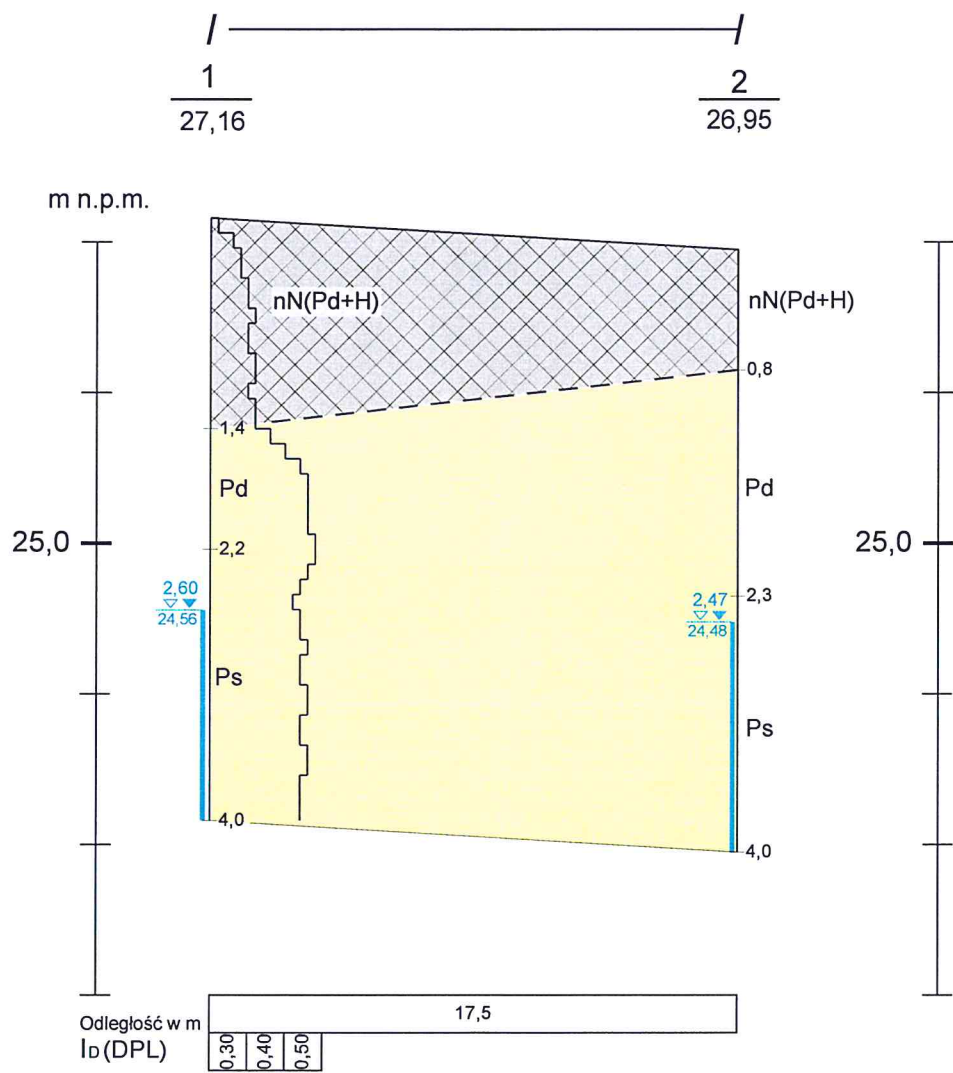 1
27,16
2
26,95
m n.p.m.
nN(Pd+H)
nN(Pd+H)
0,8
1,4
Pd
Pd
25,0
2,2
25,0
2,60
24,56
2,3
2,47
24,48
Ps
Ps
4,0
4,0
17,5
Odległość w m
ID (DPL)
0,30
0,40
0,50